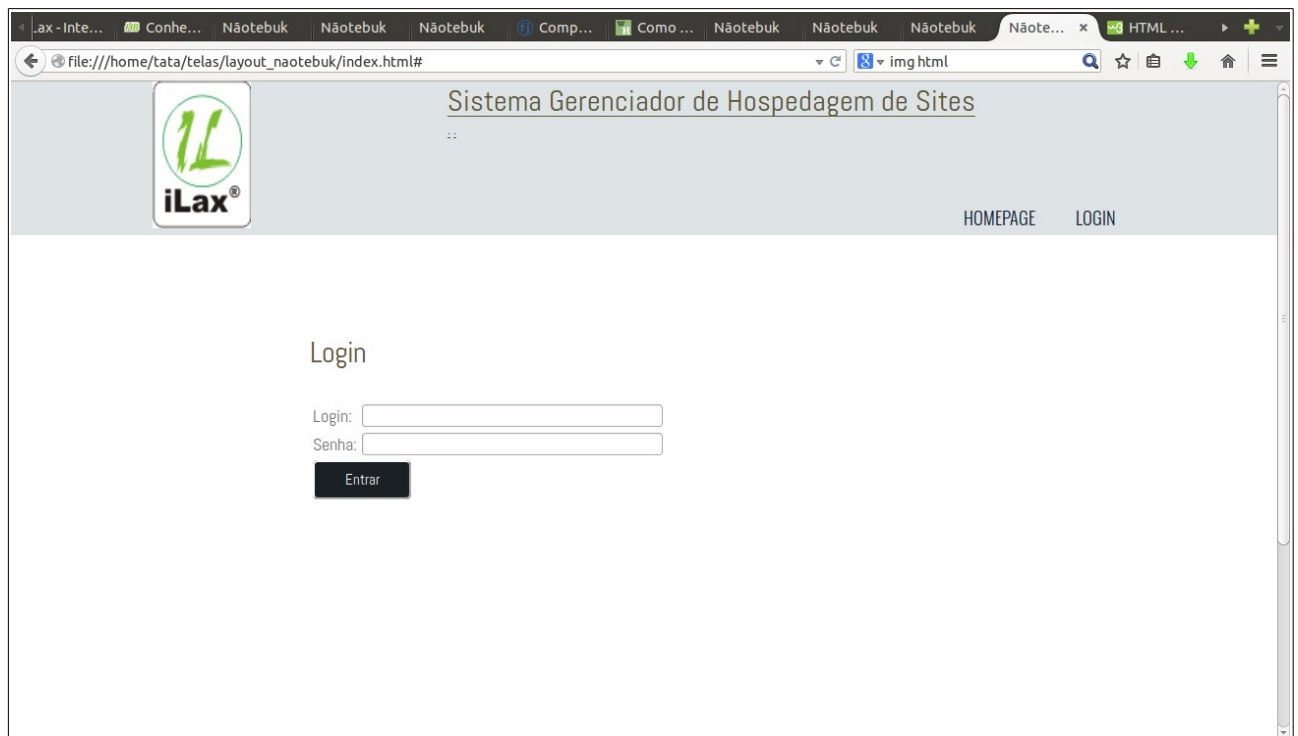 .ax - Inte... Conhe... Nãotebuk Nãotebuk Nãotebuk Comp... Como ... Nãotebuk Nãotebuk Nãotebuk Nãote... HTML ...
file:///home/tata/telas/layout_naotebuk/index.html# img html
Sistema Gerenciador de Hospedagem de Sites
iLax®
HOMEPAGE LOGIN
Login
Login:
Senha:
Entrar